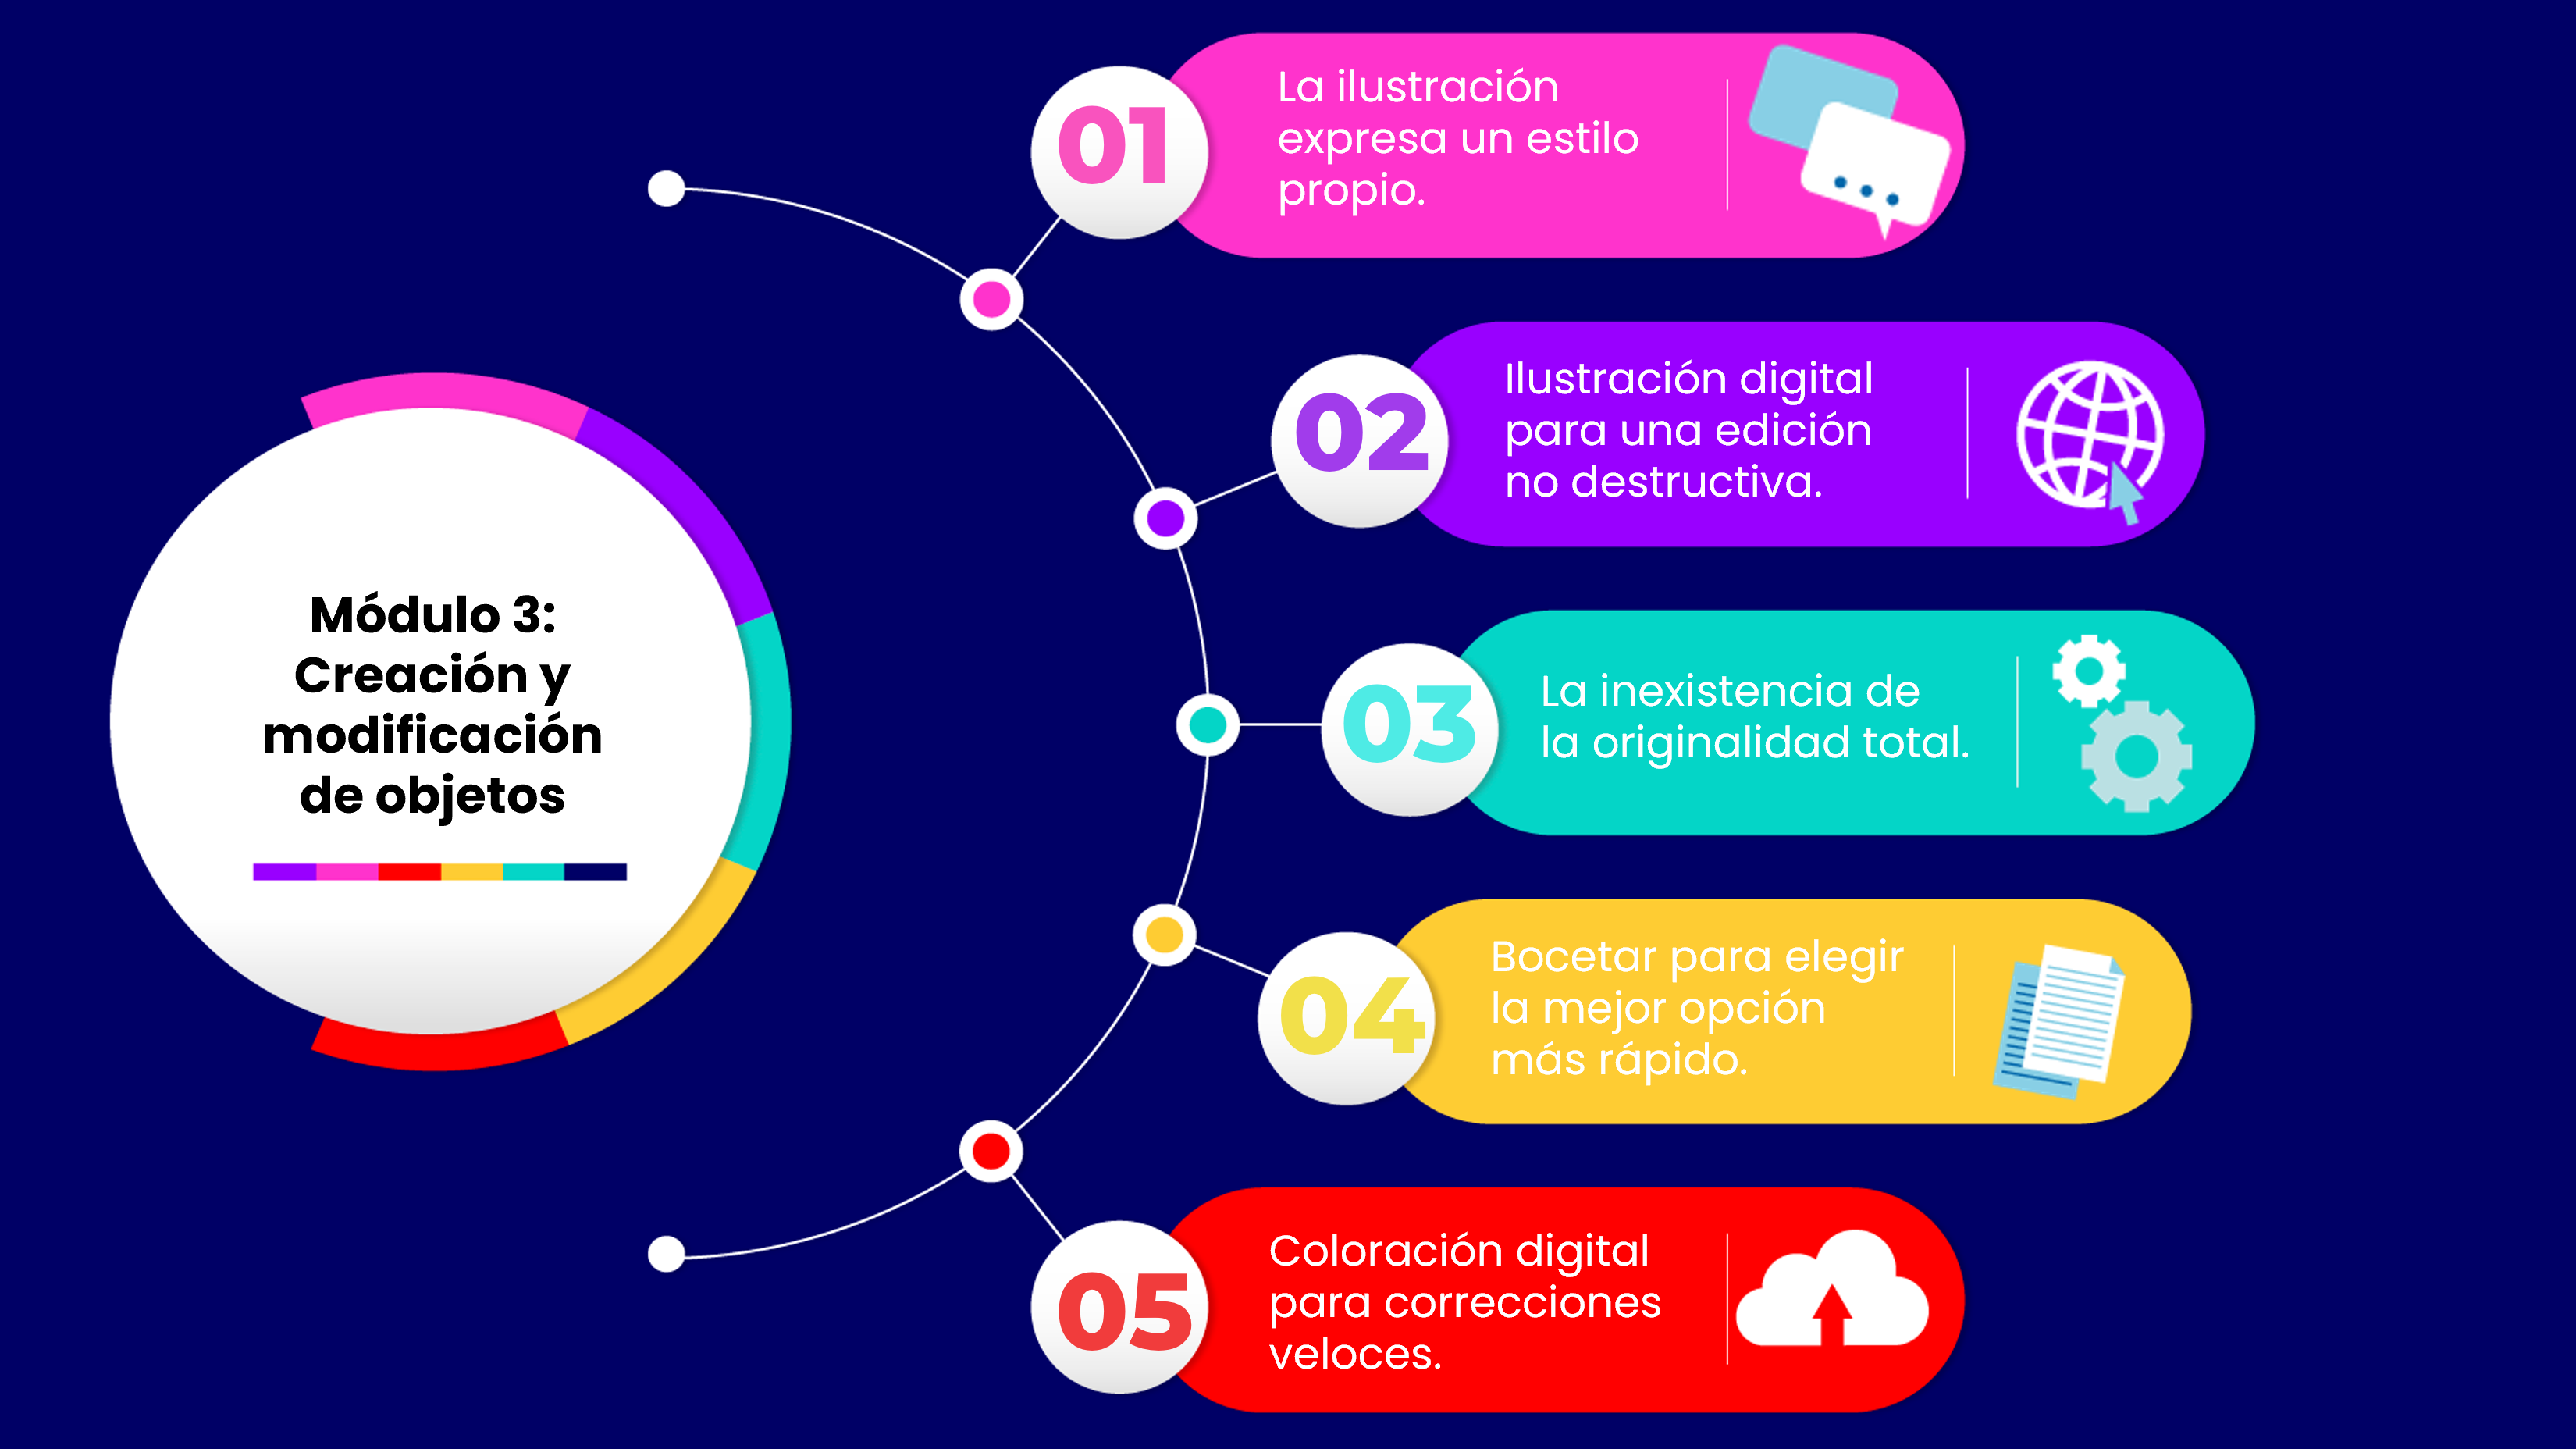 Módulo 3:
Creación y
modificación
de objetos
01
La ilustración
expresa un estilo
propio.
02
Ilustración digital
para una edición
no destructiva.
03
La inexistencia de
la originalidad total.
04
Bocetar para elegir
la mejor opción
más rápido.
05
Coloración digital
para correcciones
veloces.